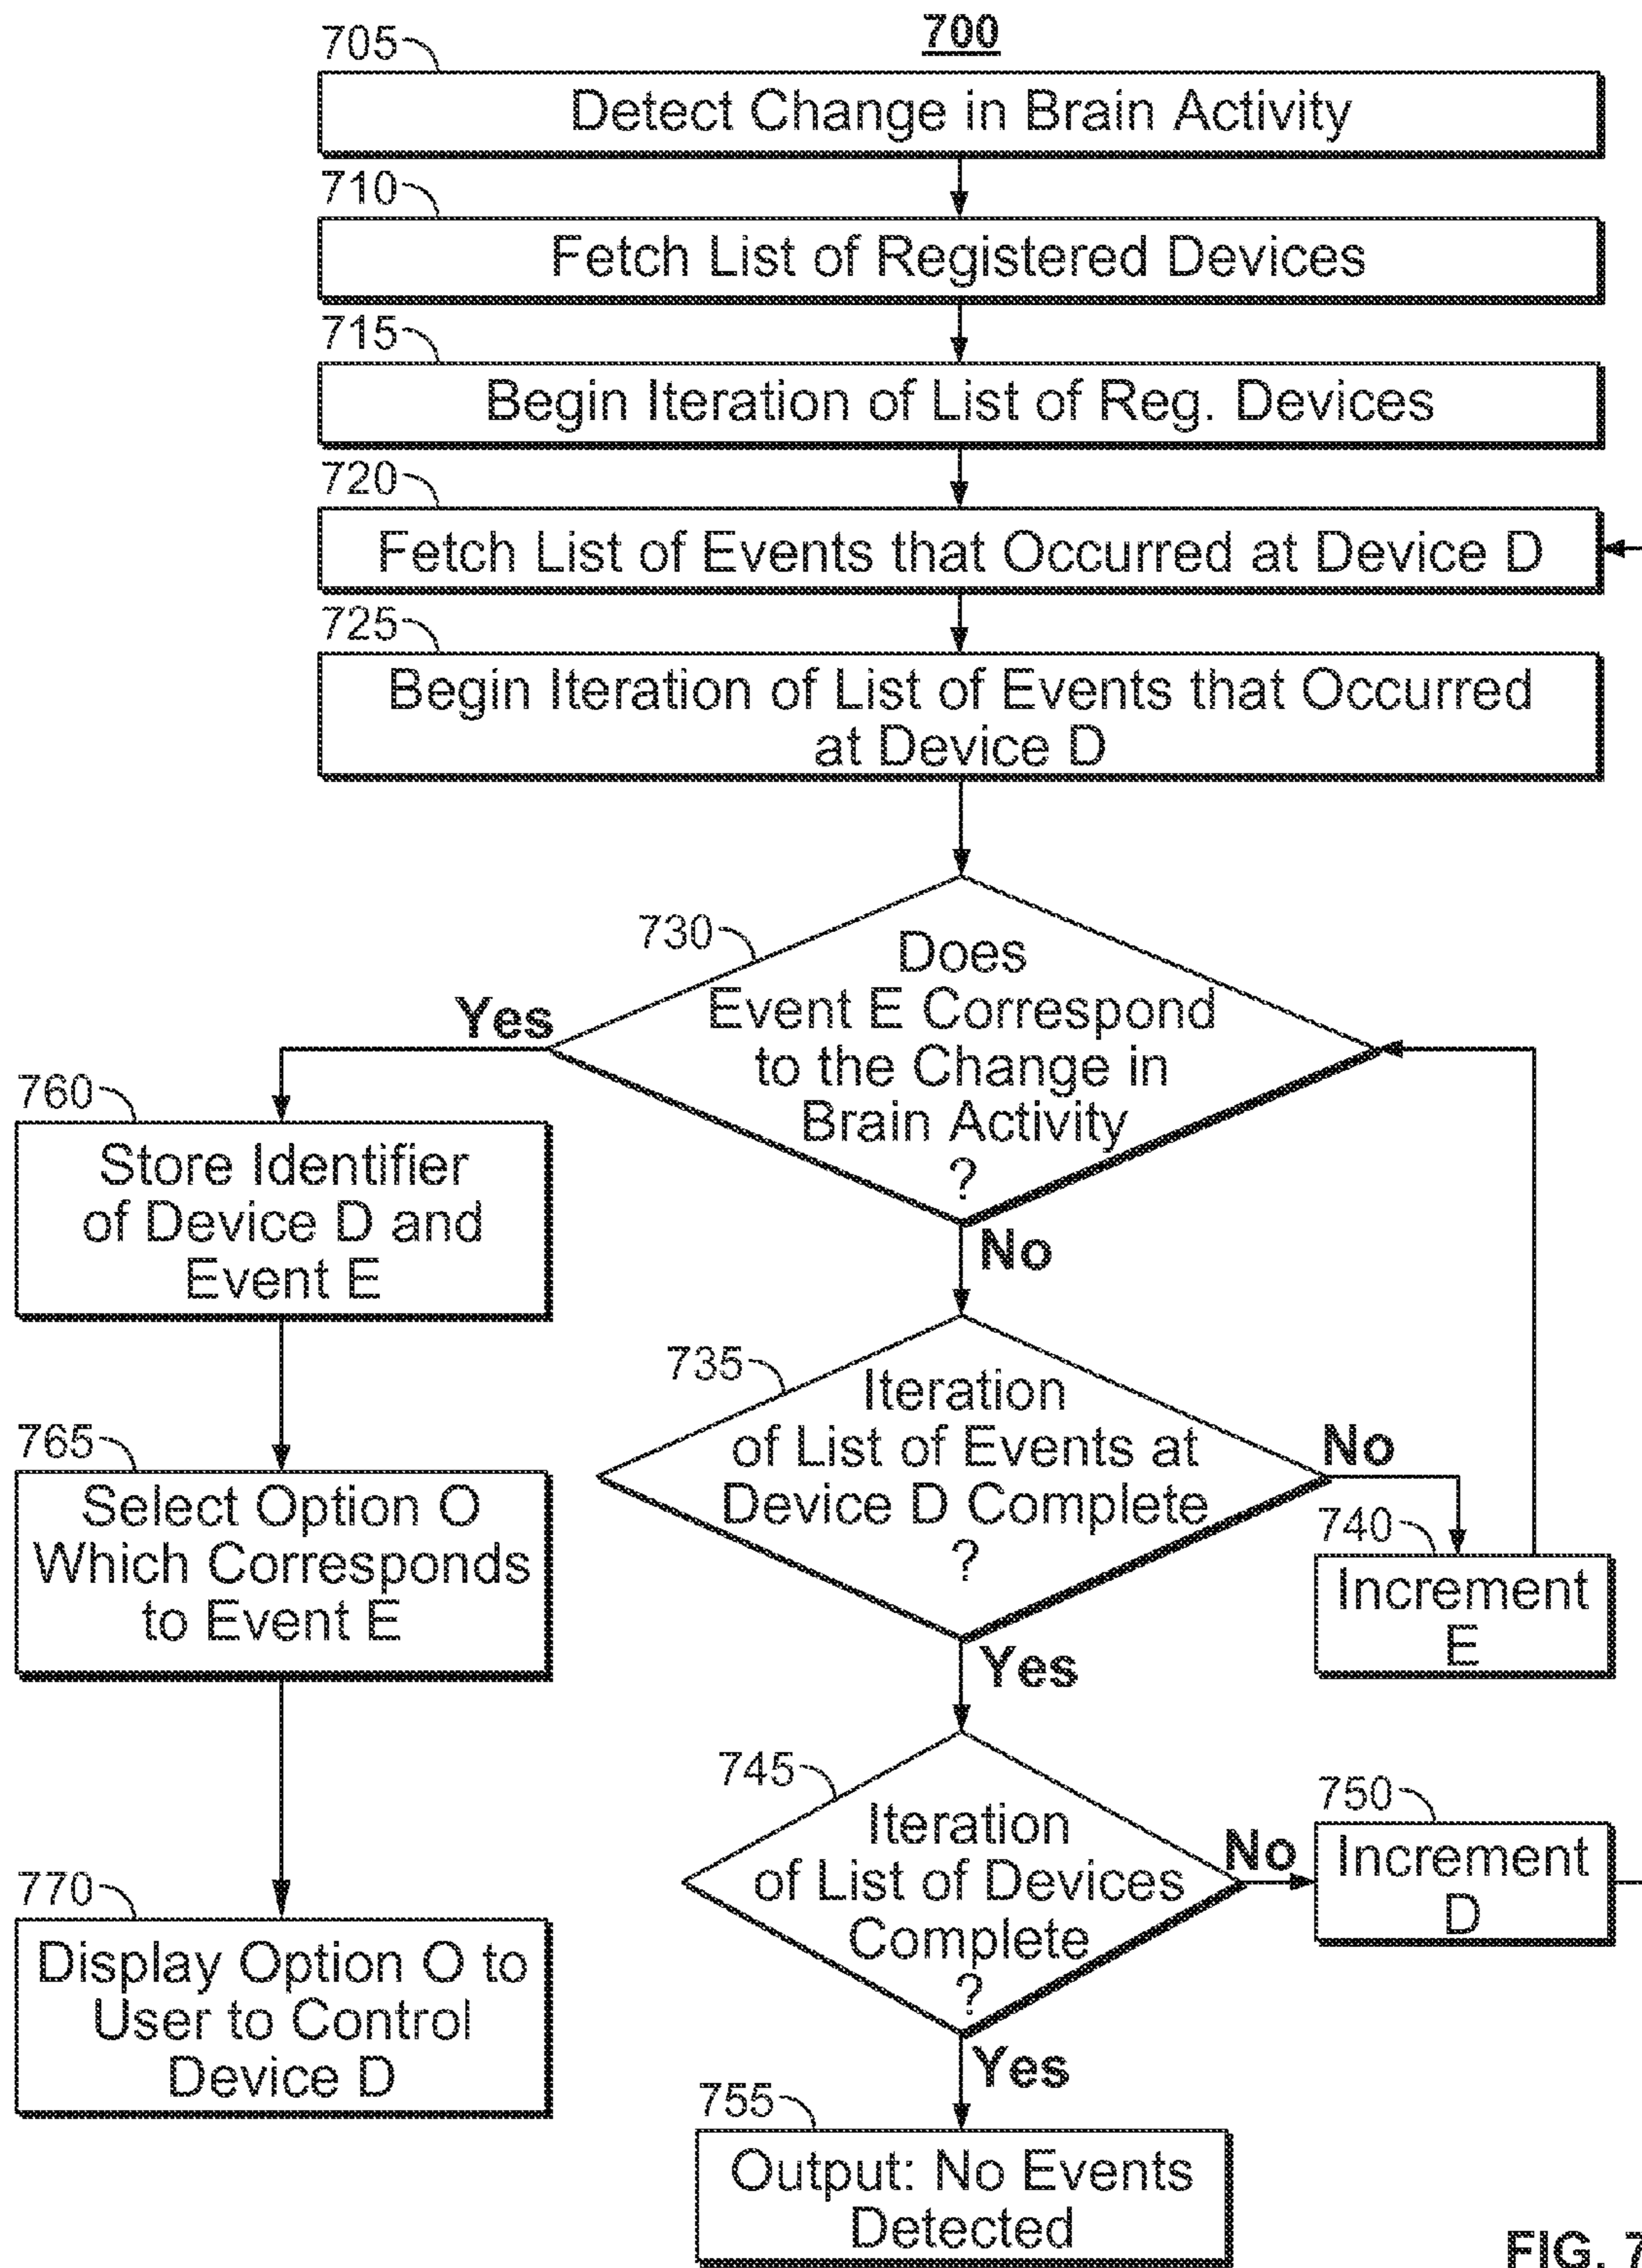 700
705
Detect Change in Brain Activity
710
Fetch List of Registered Devices
715
Begin Iteration of List of Reg. Devices
720
Fetch List of Events that Occurred at Device D
725
Begin Iteration of List of Events that Occurred
at Device D
730
Does
Event E Correspond
to the Change in
Brain Activity
?
Yes
No
760
Store Identifier
of Device D and
Event E
735
Iteration
of List of Events at
Device D Complete
?
No
Yes
740
Increment
E
765
Select Option O
Which Corresponds
to Event E
745
Iteration
of List of Devices
Complete
?
No
Yes
750
Increment
D
770
Display Option O to
User to Control
Device D
755
Output: No Events
Detected
FIG. 7